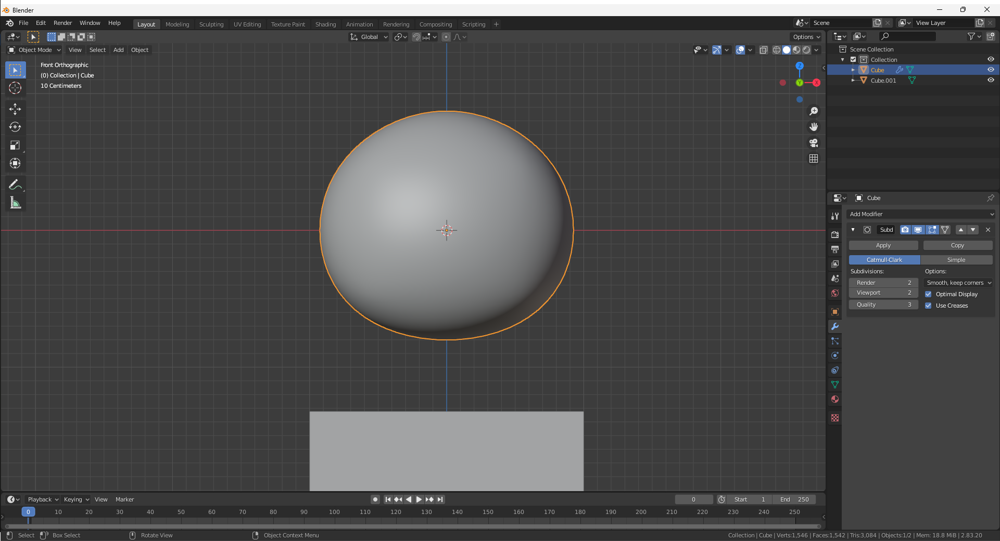 Blender
File Edit Render Window Help Layout Modeling Sculpting UV Editing Texture Paint Shading Animation Rendering Compositing Scripting + Scene View Layer
Global Options
Object Mode View Select Add Object
Front Orthographic
(0) Collection | Cube
10 Centimeters
Z
Y X
Scene Collection
Collection
Cube
Cube.001
Cube
Add Modifier
Subd
Apply Copy
Catmull-Clark Simple
Subdivisions: Options:
Render 2 Smooth, keep corners
Viewport 2 Optimal Display
Quality 3 Use Creases
Playback Keying View Marker 0 Start 1 End 250
0 10 20 30 40 50 60 70 80 90 100 110 120 130 140 150 160 170 180 190 200 210 220 230 240 250
Select Box Select Rotate View Object Context Menu Collection | Cube | Verts:1,546 | Faces:1,542 | Tris:3,084 | Objects:1/2 | Mem: 18.8 MiB | 2.83.20